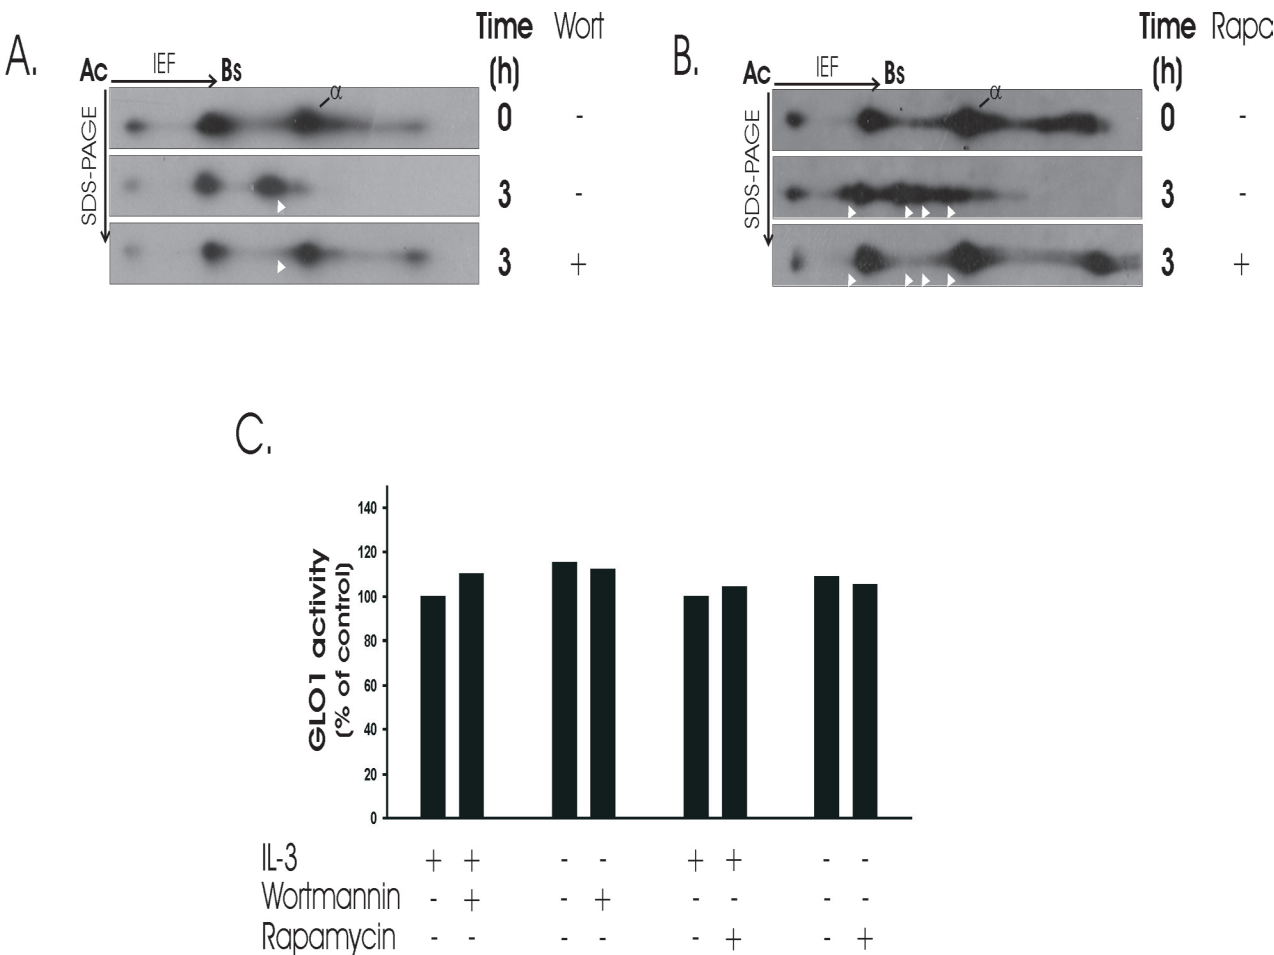 A.
Time Wort
(h)
Ac IEF Bs
α
SDS-PAGE
0 -
3 -
3 +
B.
Time Rapc
(h)
Ac IEF Bs
α
SDS-PAGE
0 -
3 -
3 +
C.
GLO1 activity
(% of control)
140
120
100
80
60
40
20
0
IL-3 + + - - + + - -
Wortmannin - + - + - - - -
Rapamycin - - - - - + - +